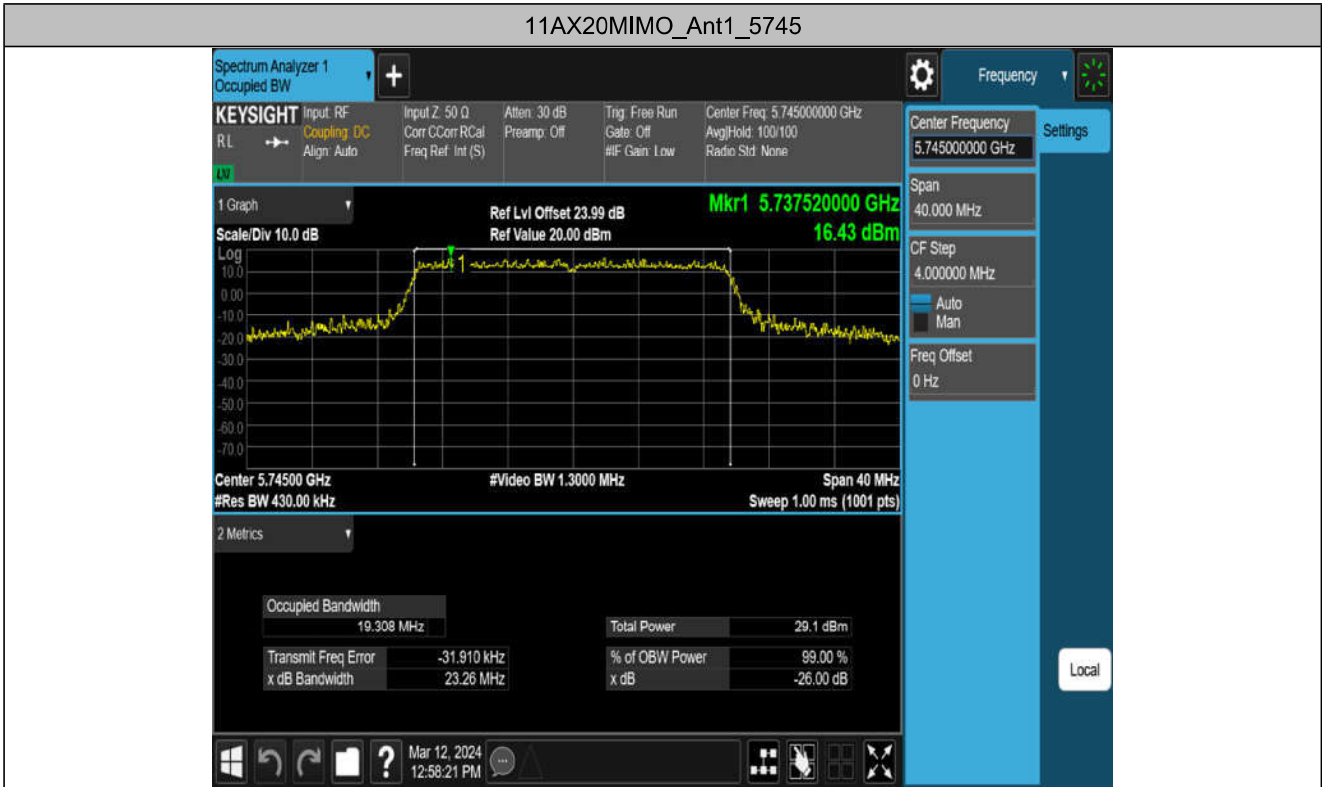 11AX20MIMO_Ant1_5745
Spectrum Analyzer 1
Occupied BW
+
Frequency
KEYSIGHT
RL
Input: RF
Coupling: DC
Align: Auto
Input Z: 50 Ω
Corr CCorr RCal
Freq Ref: Int (S)
Atten: 30 dB
Preamp: Off
Trig: Free Run
Gate: Off
#IF Gain: Low
Center Freq: 5.745000000 GHz
Avg|Hold: 100/100
Radio Std: None
Center Frequency
5.745000000 GHz
Settings
Span
40.000 MHz
CF Step
4.000000 MHz
Auto
Man
Freq Offset
0 Hz
Local
1 Graph
Scale/Div 10.0 dB
Ref Lvl Offset 23.99 dB
Ref Value 20.00 dBm
Mkr1 5.737520000 GHz
16.43 dBm
Log
10.0
0.00
-10.0
-20.0
-30.0
-40.0
-50.0
-60.0
-70.0
1
Center 5.74500 GHz
#Video BW 1.3000 MHz
Span 40 MHz
#Res BW 430.00 kHz
Sweep 1.00 ms (1001 pts)
2 Metrics
Occupied Bandwidth
19.308 MHz
Total Power 29.1 dBm
Transmit Freq Error -31.910 kHz
% of OBW Power 99.00 %
x dB Bandwidth 23.26 MHz
x dB -26.00 dB
?
Mar 12, 2024
12:58:21 PM